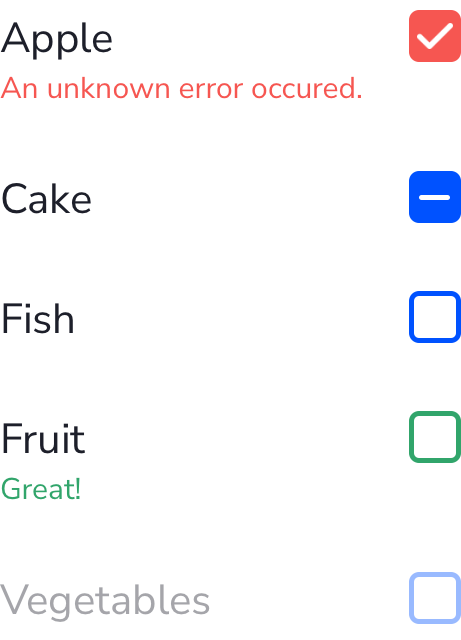 Apple
An unknown error occured.
Cake
Fish
Fruit
Great!
Vegetables